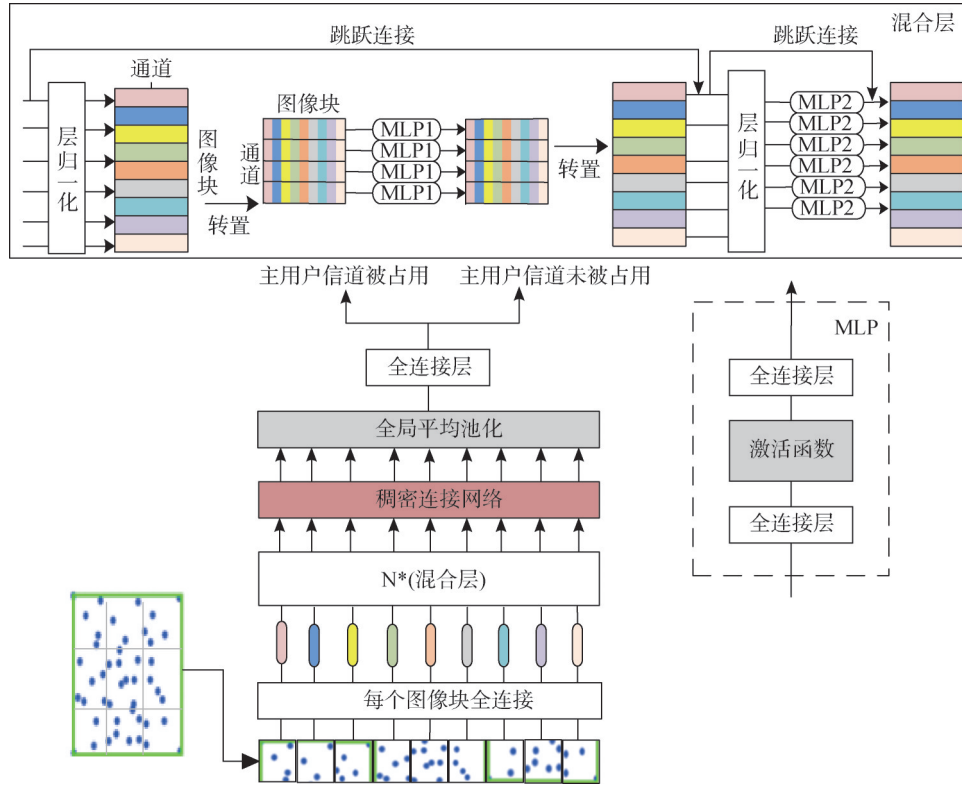 跳跃连接
跳跃连接
混合层
通道
层归一化
图像块
转置
图像块
通道
MLP1
MLP1
MLP1
MLP1
转置
层归一化
MLP2
MLP2
MLP2
MLP2
MLP2
MLP2
主用户信道被占用
主用户信道未被占用
全连接层
全局平均池化
稠密连接网络
N*(混合层)
每个图像块全连接
MLP
全连接层
激活函数
全连接层